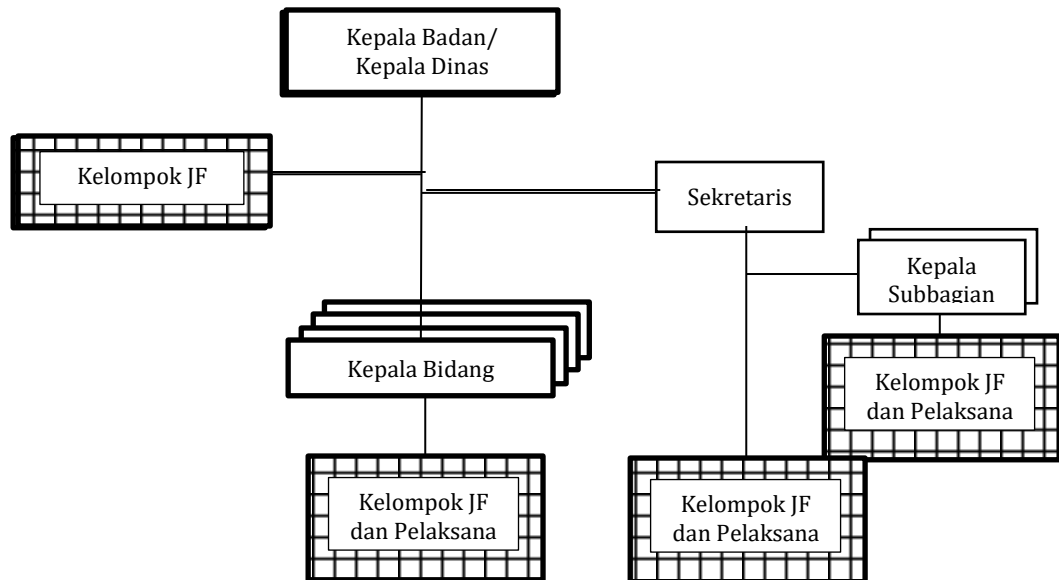 Kepala Badan/
Kepala Dinas
Kelompok JF
Sekretaris
Kepala
Subbagian
Kepala Bidang
Kelompok JF
dan Pelaksana
Kelompok JF
dan Pelaksana
Kelompok JF
dan Pelaksana